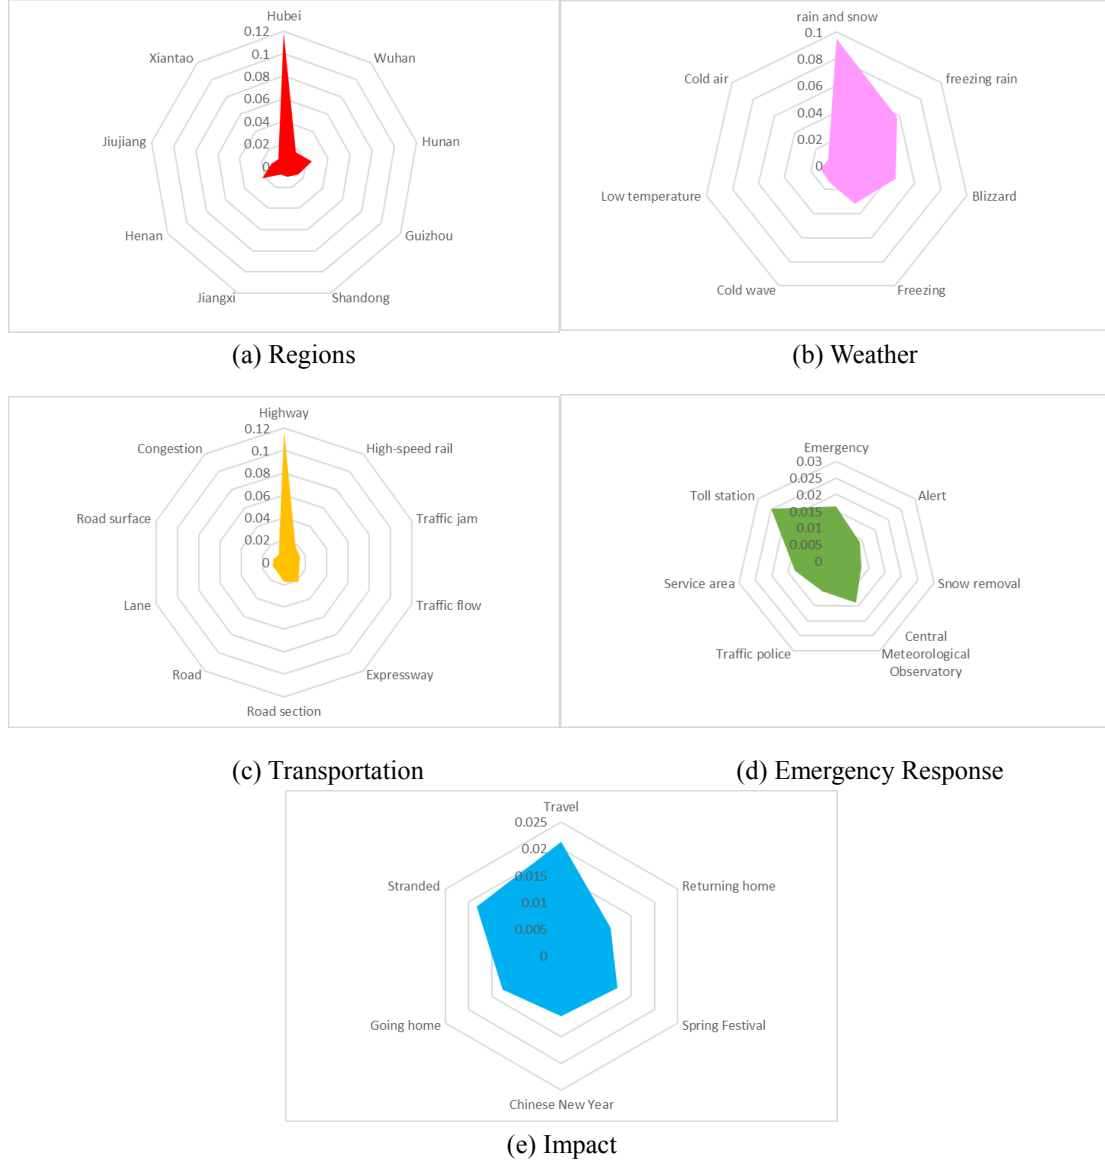 Hubei
0.12
0.1
0.08
0.06
0.04
0.02
0
Wuhan
Hunan
Guizhou
Shandong
Jiangxi
Henan
Jiujiang
Xiantao
(a) Regions
rain and snow
0.1
0.08
0.06
0.04
0.02
0
freezing rain
Blizzard
Freezing
Cold wave
Low temperature
Cold air
(b) Weather
Highway
0.12
0.1
0.08
0.06
0.04
0.02
0
High-speed rail
Traffic jam
Traffic flow
Expressway
Road section
Road
Lane
Road surface
Congestion
(c) Transportation
Emergency
0.03
0.025
0.02
0.015
0.01
0.005
0
Alert
Snow removal
Central
Meteorological
Observatory
Traffic police
Service area
Toll station
(d) Emergency Response
Travel
0.025
0.02
0.015
0.01
0.005
0
Returning home
Spring Festival
Chinese New Year
Going home
Stranded
(e) Impact